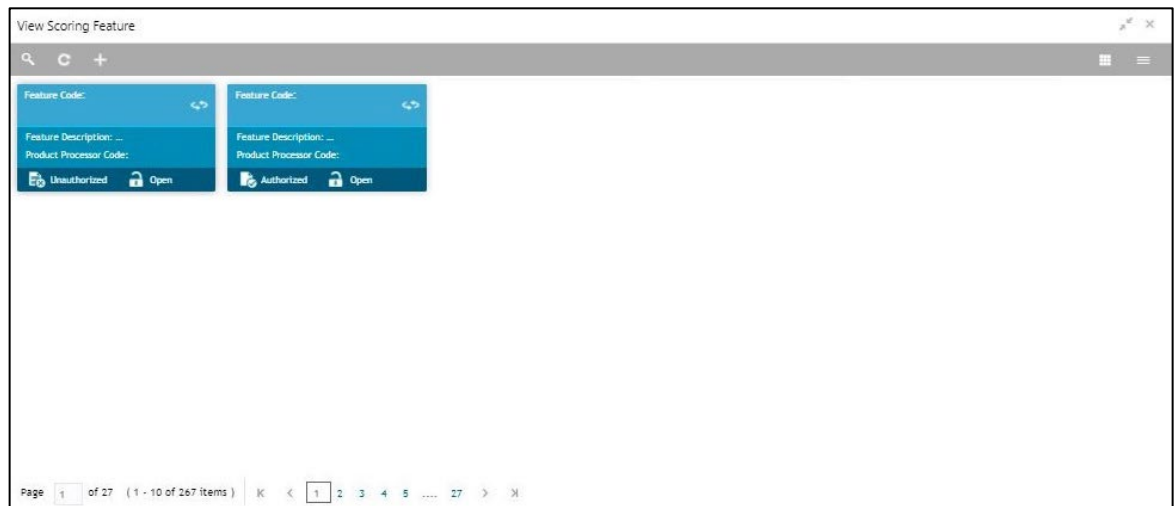 View Scoring Feature
Feature Code: Feature Code:
Feature Description: ... Feature Description: ...
Product Processor Code: Product Processor Code:
Unauthorized Open Authorized Open
Page 1 of 27 ( 1 - 10 of 267 items ) 1 2 3 4 5 .... 27